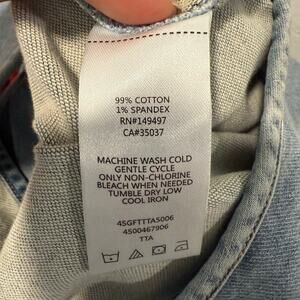 99% COTTON
1% SPANDEX
RN#149497
CA#35037
MACHINE WASH COLD
GENTLE CYCLE
ONLY NON-CHLORINE
BLEACH WHEN NEEDED
TUMBLE DRY LOW
COOL IRON
4SGFTTTA5006
4500467906
TTA